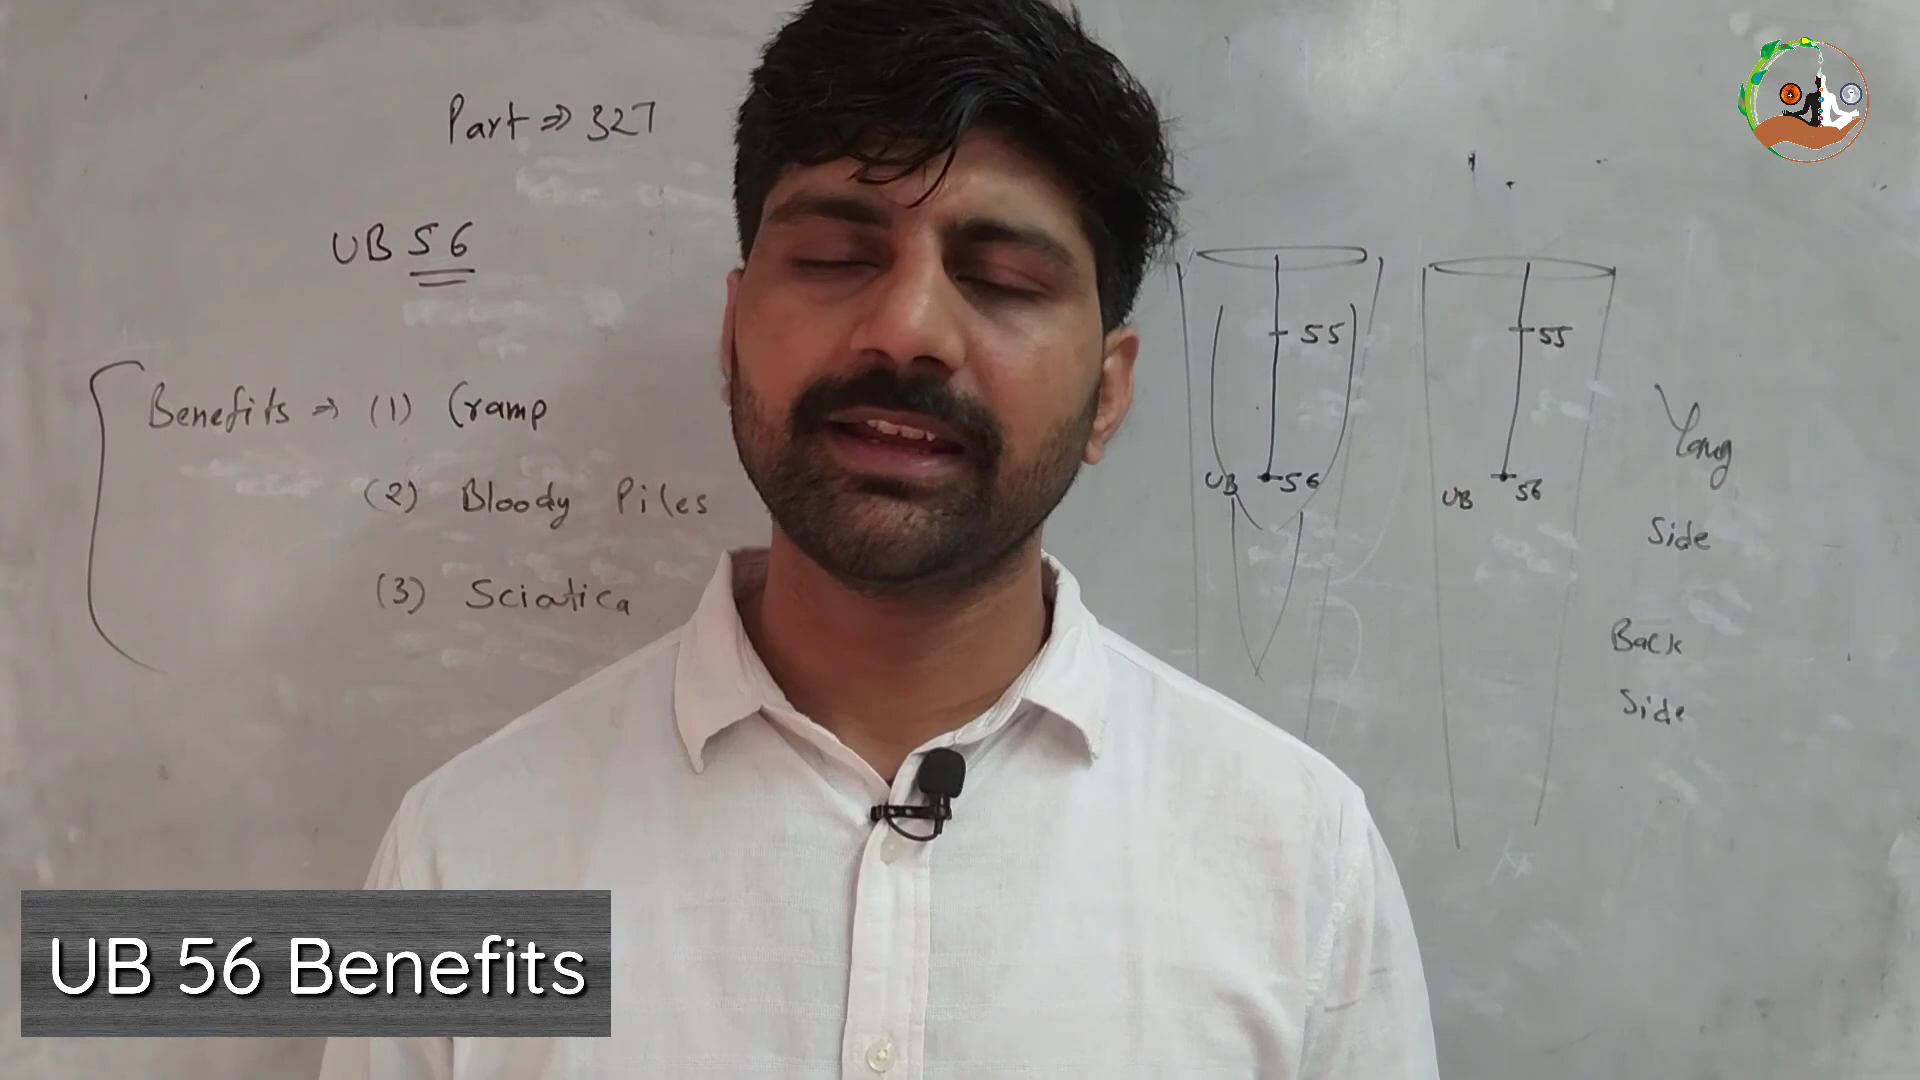 Part ⇒ 327
UB 56
Benefits ⇒ (1) Cramp
(2) Bloody Piles
(3) Sciatica
55
UB 56
55
UB 56
Yang
Side
Back
Side
UB 56 Benefits